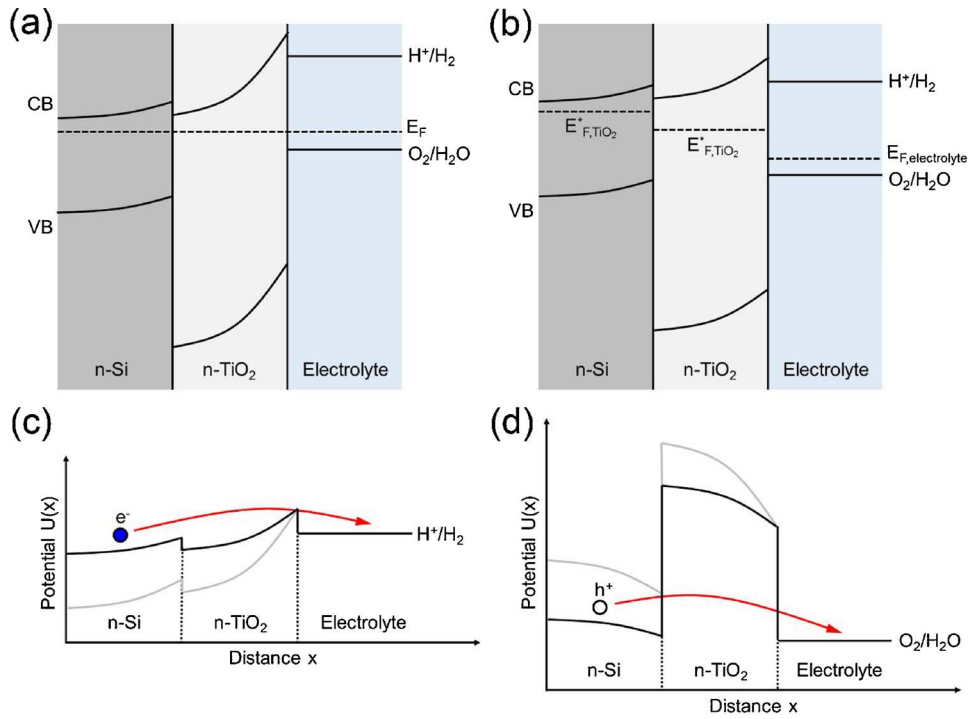 (a)
H⁺/H₂
CB
E_F
O₂/H₂O
VB
n-Si
n-TiO₂
Electrolyte
(b)
H⁺/H₂
CB
E*_F,TiO₂
E*_F,TiO₂
E_F,electrolyte
O₂/H₂O
VB
n-Si
n-TiO₂
Electrolyte
(c)
Potential U(x)
e⁻
H⁺/H₂
n-Si
n-TiO₂
Electrolyte
Distance x
(d)
Potential U(x)
h⁺
O₂/H₂O
n-Si
n-TiO₂
Electrolyte
Distance x